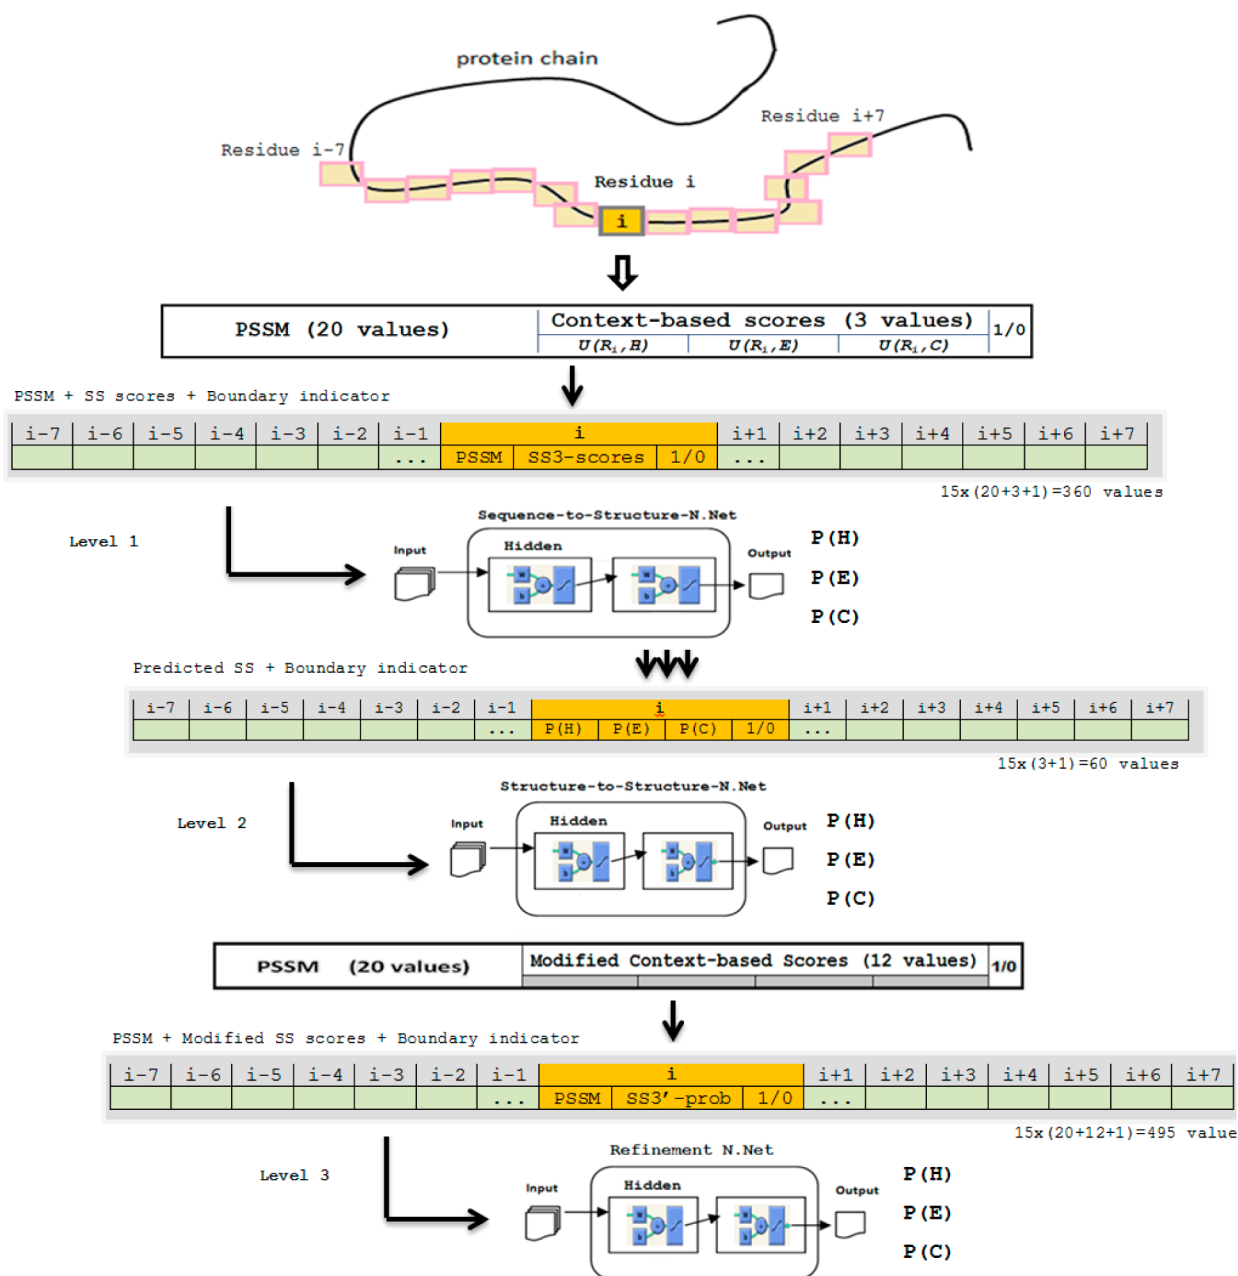 protein chain
Residue i+7
Residue i-7
Residue i
i
PSSM (20 values)
Context-based scores (3 values)
U(Ri,H) U(Ri,E) U(Ri,C)
1/0
PSSM + SS scores + Boundary indicator
i-7 i-6 i-5 i-4 i-3 i-2 i-1 i i+1 i+2 i+3 i+4 i+5 i+6 i+7
... PSSM SS3-scores 1/0 ...
15x(20+3+1)=360 values
Level 1
Sequence-to-Structure-N.Net
Input
Hidden
w
b
+
w
b
+
Output
P(H)
P(E)
P(C)
Predicted SS + Boundary indicator
i-7 i-6 i-5 i-4 i-3 i-2 i-1 i i+1 i+2 i+3 i+4 i+5 i+6 i+7
... P(H) P(E) P(C) 1/0 ...
15x(3+1)=60 values
Level 2
Structure-to-Structure-N.Net
Input
Hidden
w
b
+
w
b
+
Output
P(H)
P(E)
P(C)
PSSM (20 values)
Modified Context-based Scores (12 values)
1/0
PSSM + Modified SS scores + Boundary indicator
i-7 i-6 i-5 i-4 i-3 i-2 i-1 i i+1 i+2 i+3 i+4 i+5 i+6 i+7
... PSSM SS3′-prob 1/0 ...
15x(20+12+1)=495 value
Level 3
Refinement N.Net
Input
Hidden
w
b
+
w
b
+
Output
P(H)
P(E)
P(C)